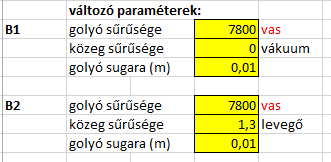 változó paraméterek:
B1 golyó sűrűsége 7800 vas
közeg sűrűsége 0 vákuum
golyó sugara (m) 0,01
B2 golyó sűrűsége 7800 vas
közeg sűrűsége 1,3 levegő
golyó sugara (m) 0,01